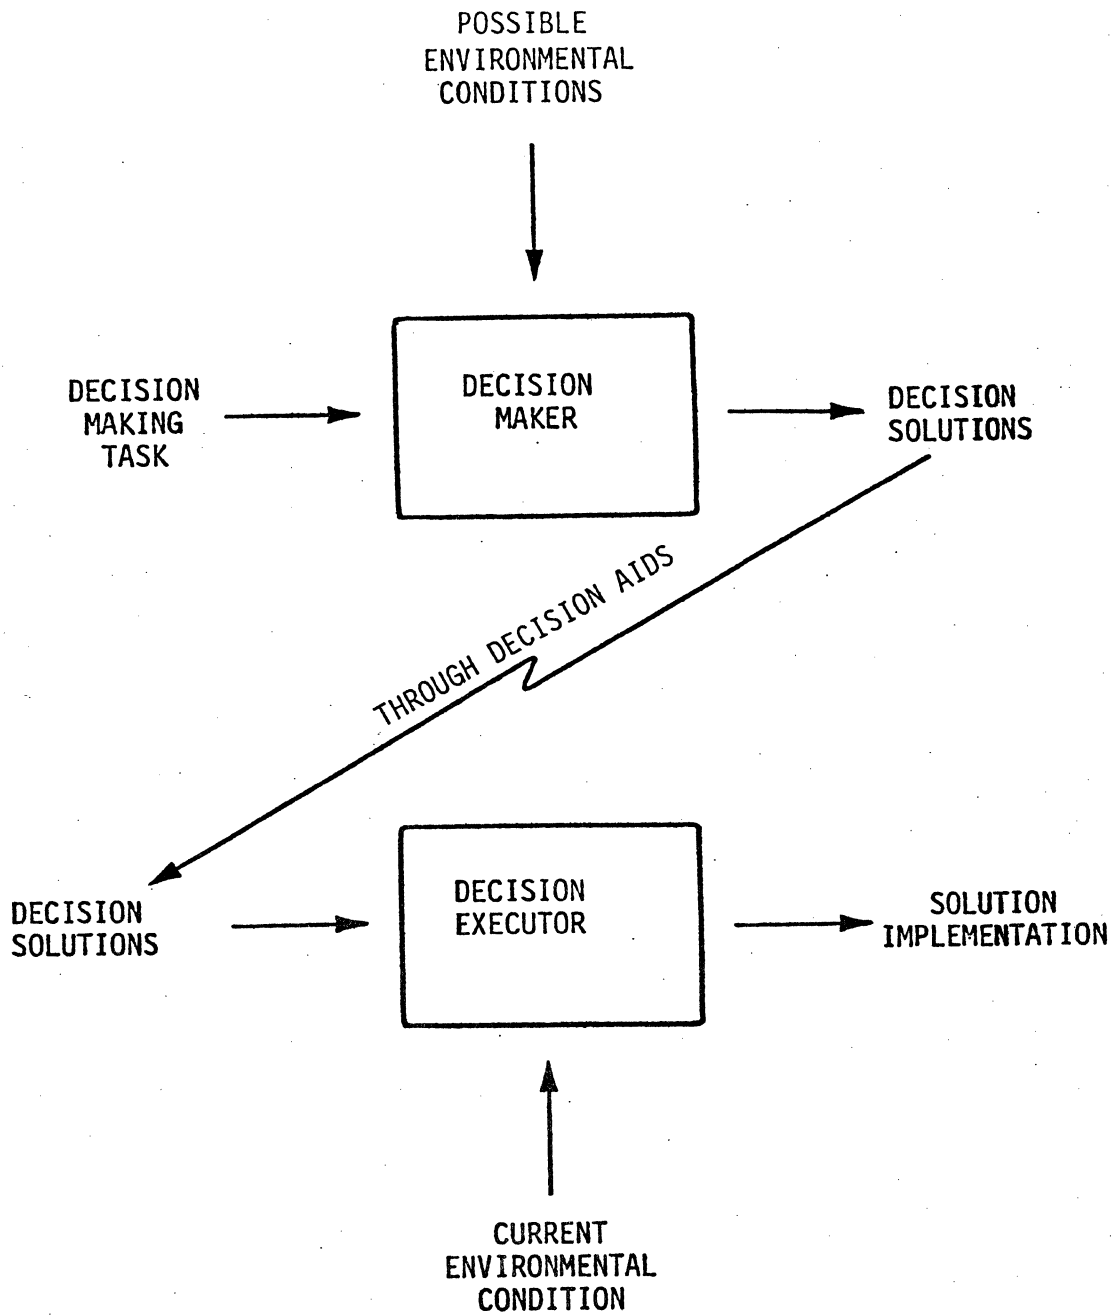 POSSIBLE
ENVIRONMENTAL
CONDITIONS
DECISION
MAKING
TASK
DECISION
MAKER
DECISION
SOLUTIONS
THROUGH DECISION AIDS
DECISION
SOLUTIONS
DECISION
EXECUTOR
SOLUTION
IMPLEMENTATION
CURRENT
ENVIRONMENTAL
CONDITION